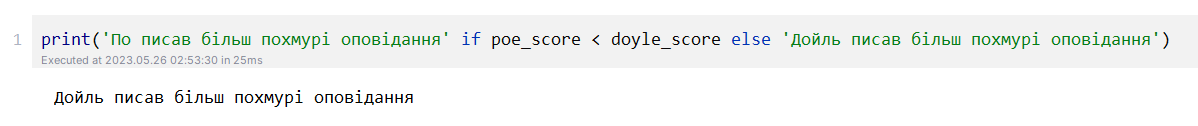 1 print('По писав більш похмурі оповідання' if poe_score < doyle_score else 'Дойль писав більш похмурі оповідання')
Executed at 2023.05.26 02:53:30 in 25ms
Дойль писав більш похмурі оповідання